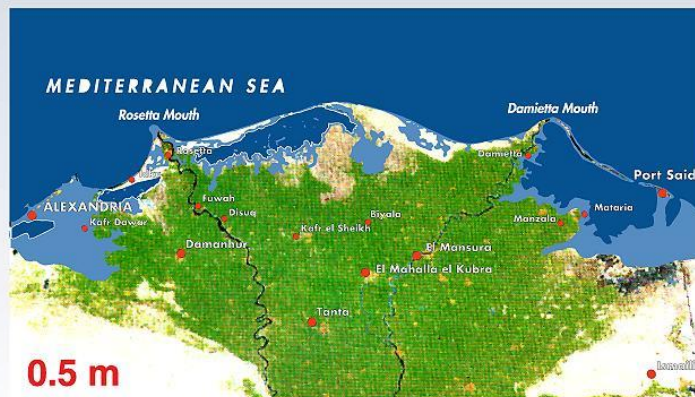 MEDITERRANEAN SEA
Rosetta Mouth
Damietta Mouth
Rosetta
Damietta
Port Said
ALEXANDRIA
Fuwah
Disuq
Biyala
Mataria
Manzala
Kafr Dawar
Kafr el Sheikh
Damanhur
El Mansura
El Mahalla el Kubra
Tanta
0.5 m